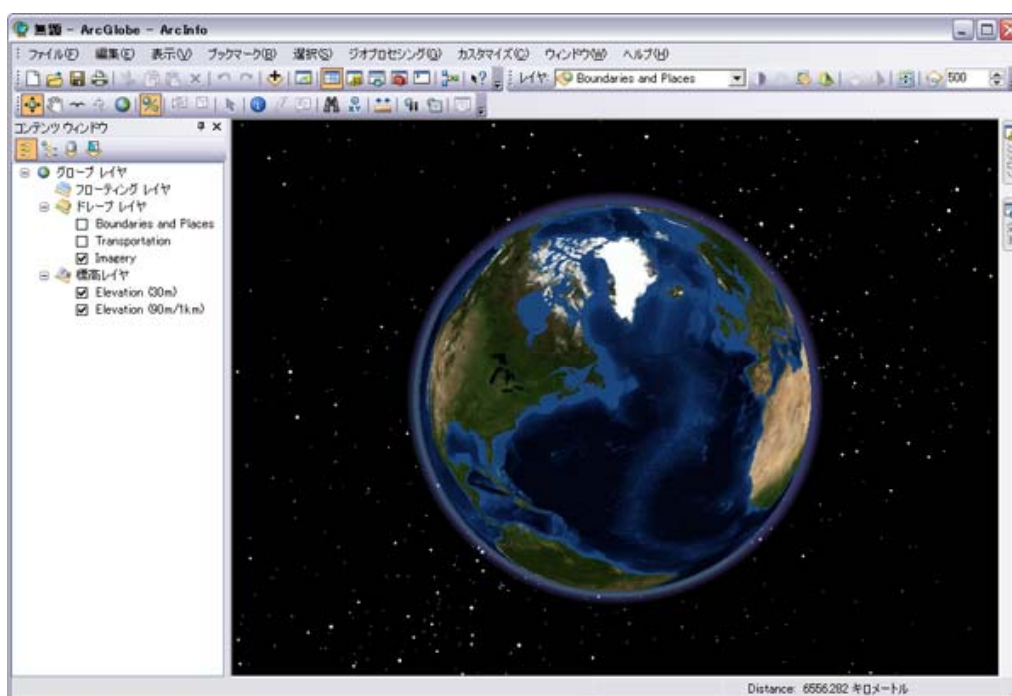 無題 - ArcGlobe - ArcInfo
ファイル(F) 編集(E) 表示(V) ブックマーク(B) 選択(S) ジオプロセシング(G) カスタマイズ(C) ウィンドウ(W) ヘルプ(H)
レイヤ: Boundaries and Places 500
コンテンツ ウィンドウ
グローブ レイヤ
フローティング レイヤ
ドレープ レイヤ
Boundaries and Places
Transportation
Imagery
標高レイヤ
Elevation (30m)
Elevation (90m/1km)
Distance: 6556.282 キロメートル